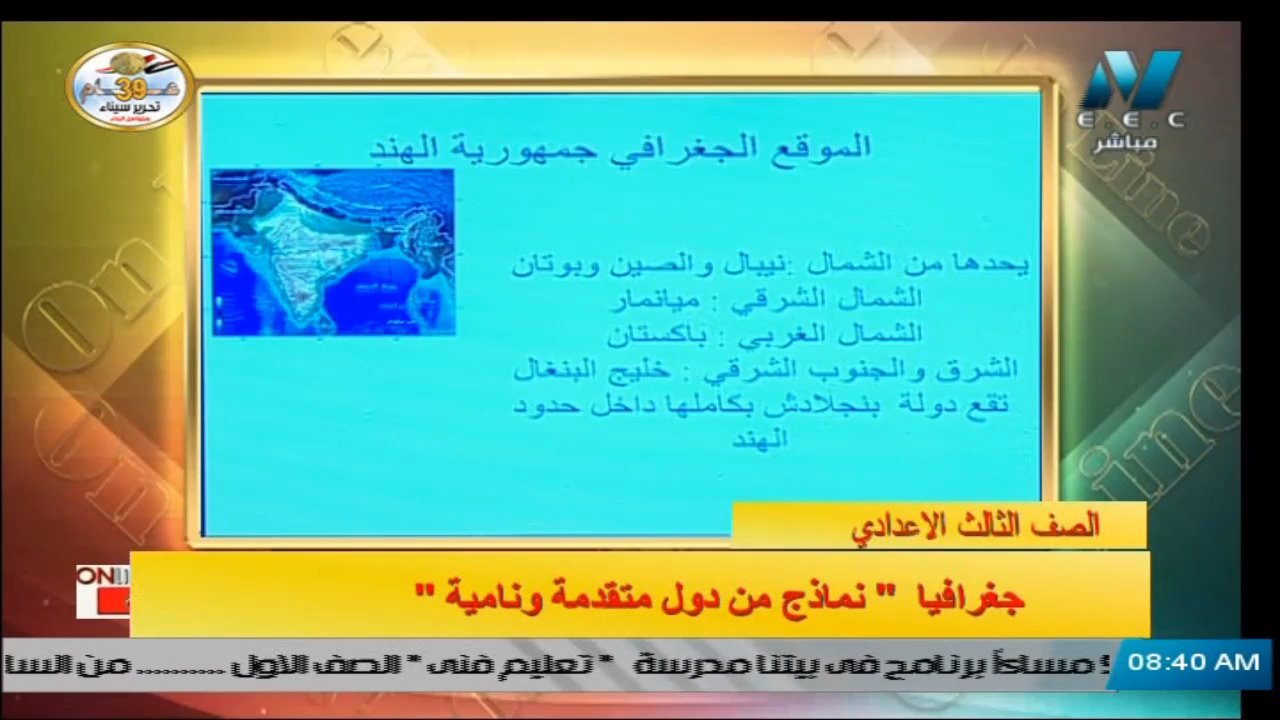 عـــام
39
تحرير سيناء
E . E . C
مباشر
الموقع الجغرافي جمهورية الهند
يحدها من الشمال :نيبال والصين وبوتان
الشمال الشرقي : ميانمار
الشمال الغربي : باكستان
الشرق والجنوب الشرقي : خليج البنغال
تقع دولة بنجلادش بكاملها داخل حدود
الهند
الصف الثالث الاعدادي
جغرافيا " نماذج من دول متقدمة ونامية "
مساءاً برنامج فى بيتنا مدرسة " تعليم فنى " الصف الاول .......... من السا
08:40 AM